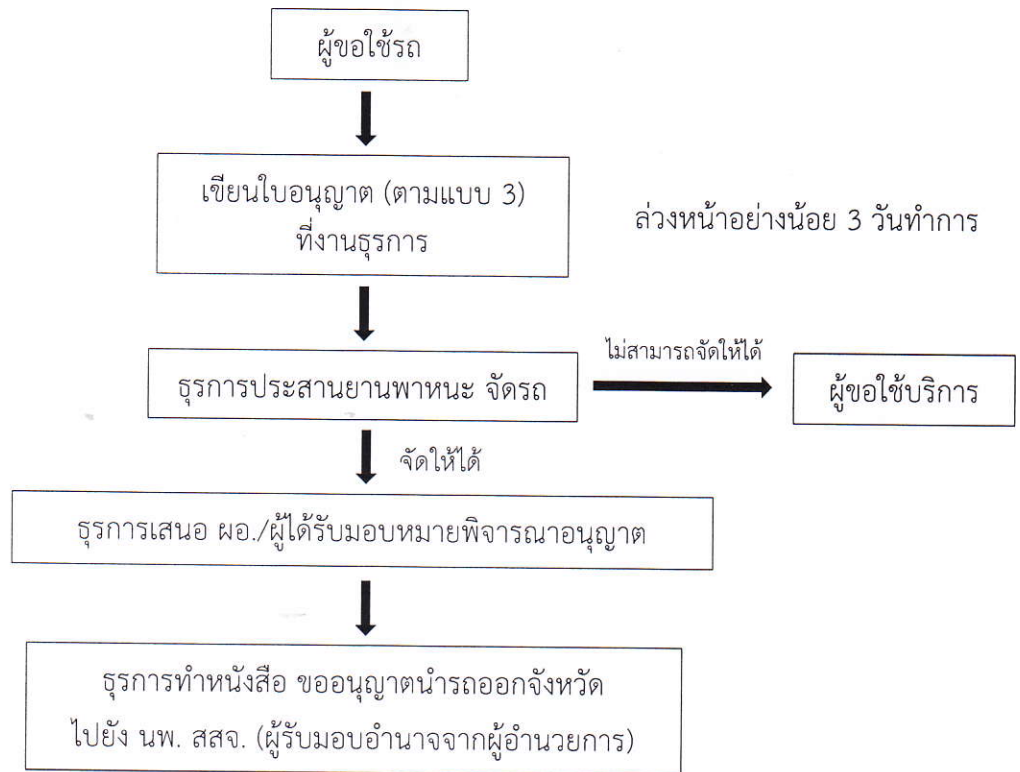 ผู้ขอใช้รถ
เขียนใบอนุญาต (ตามแบบ 3)
ที่งานธุรการ
ล่วงหน้าอย่างน้อย 3 วันทำการ
ไม่สามารถจัดให้ได้
ธุรการประสานยานพาหนะ จัดรถ
ผู้ขอใช้บริการ
จัดให้ได้
ธุรการเสนอ ผอ./ผู้ได้รับมอบหมายพิจารณาอนุญาต
ธุรการทำหนังสือ ขออนุญาตนำรถออกจังหวัด
ไปยัง นพ. สสจ. (ผู้รับมอบอำนาจจากผู้อำนวยการ)